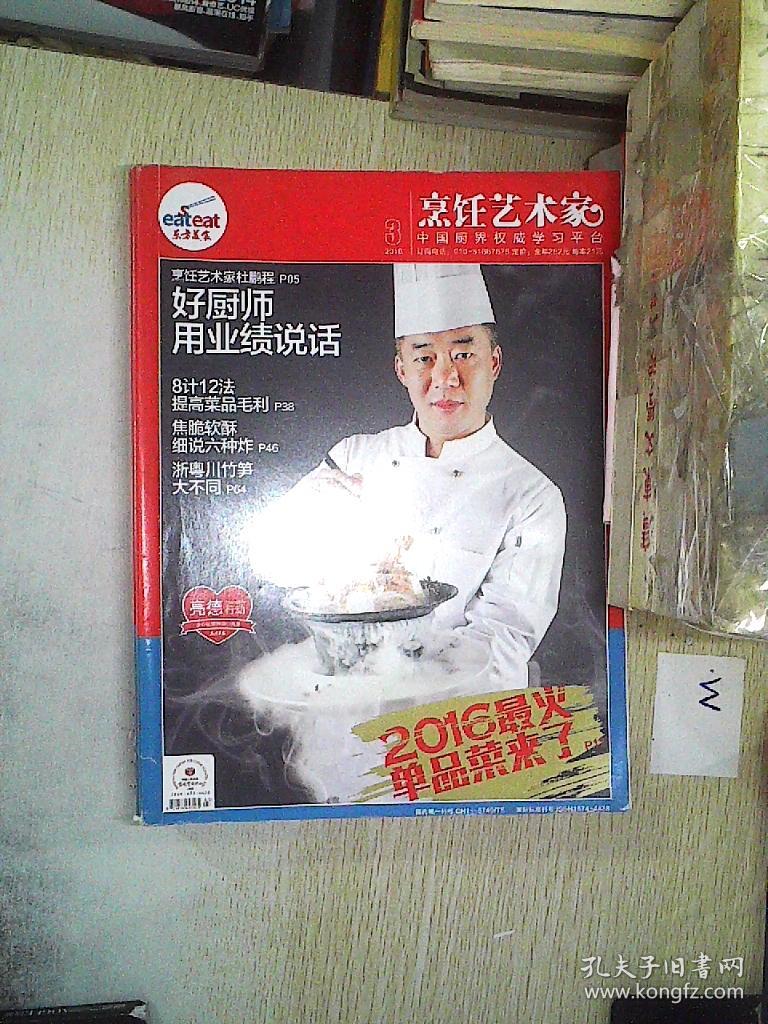 eateat
东方美食
3
2016
烹饪艺术家
中国厨界权威学习平台
烹饪艺术家杜鹏程 P05
好厨师
用业绩说话
8计12法
提高菜品毛利 P38
焦脆软酥
细说六种炸 P46
浙粤川竹笋
大不同 P64
亮德行动
2016最火
单品菜来了
孔夫子旧书网
www.kongfz.com